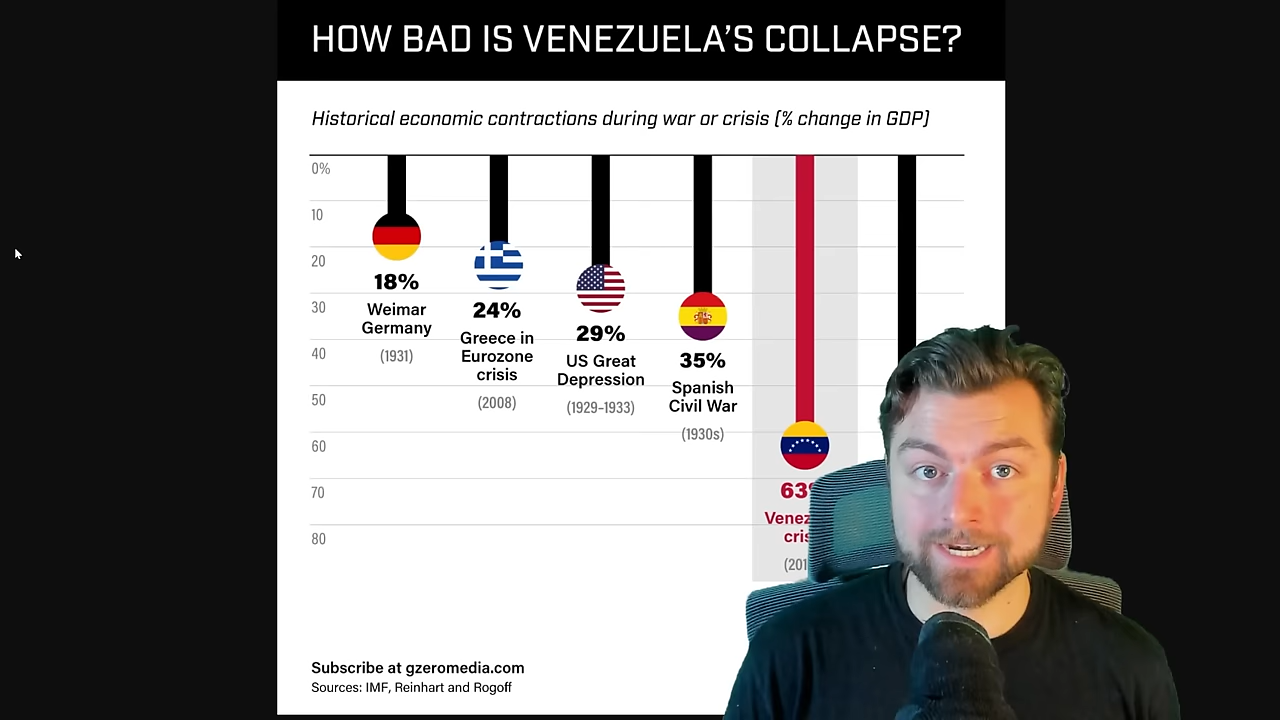 HOW BAD IS VENEZUELA'S COLLAPSE?
Historical economic contractions during war or crisis (% change in GDP)
0%
10
20
30
40
50
60
70
80
18%
Weimar
Germany
(1931)
24%
Greece in
Eurozone
crisis
(2008)
29%
US Great
Depression
(1929–1933)
35%
Spanish
Civil War
(1930s)
63
Subscribe at gzeromedia.com
Sources: IMF, Reinhart and Rogoff